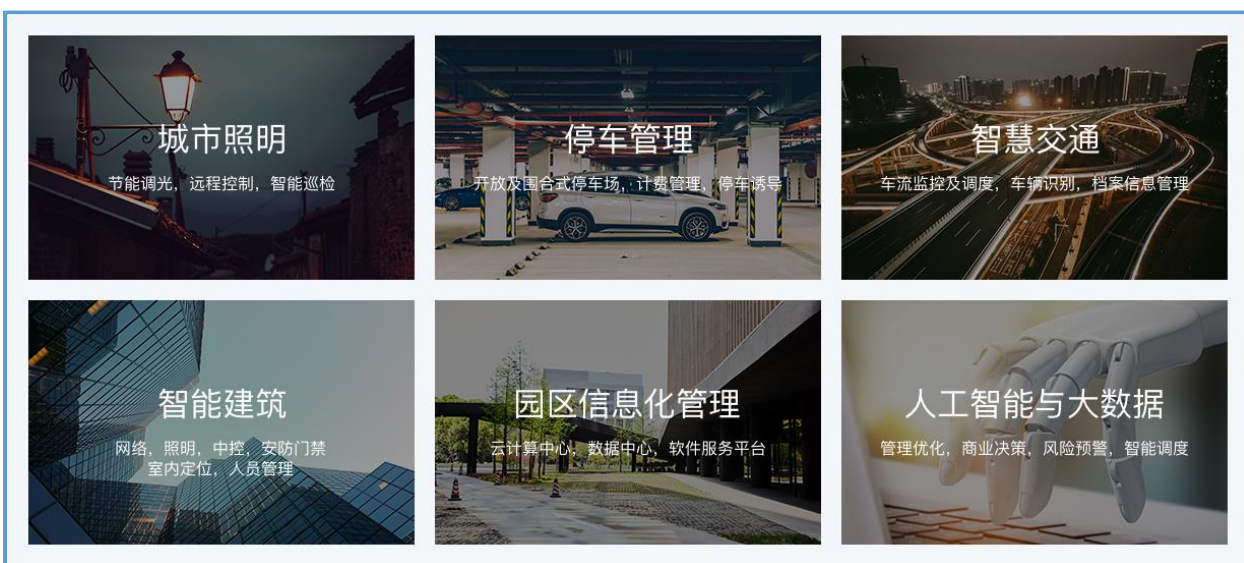 城市照明
节能调光，远程控制，智能巡检
停车管理
开放及围合式停车场，计费管理，停车诱导
智慧交通
车流监控及调度，车辆识别，档案信息管理
智能建筑
网络，照明，中控，安防门禁
室内定位，人员管理
园区信息化管理
云计算中心，数据中心，软件服务平台
人工智能与大数据
管理优化，商业决策，风险预警，智能调度